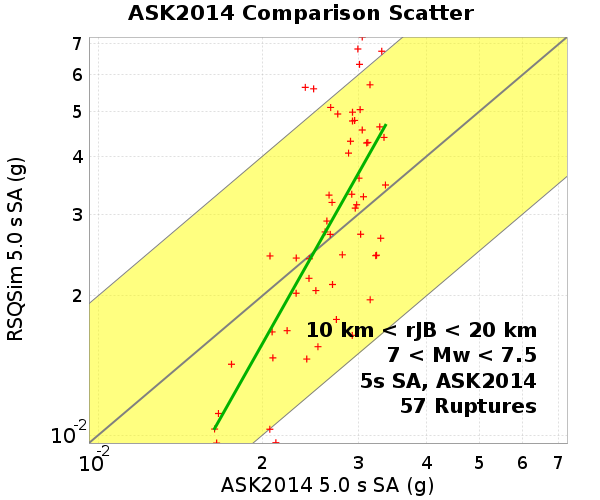 ASK2014 Comparison Scatter
RSQSim 5.0 s SA (g)
7
6
5
4
3
2
10-2
10 km < rJB < 20 km
7 < Mw < 7.5
5s SA, ASK2014
57 Ruptures
10-2 2 3 4 5 6 7
ASK2014 5.0 s SA (g)